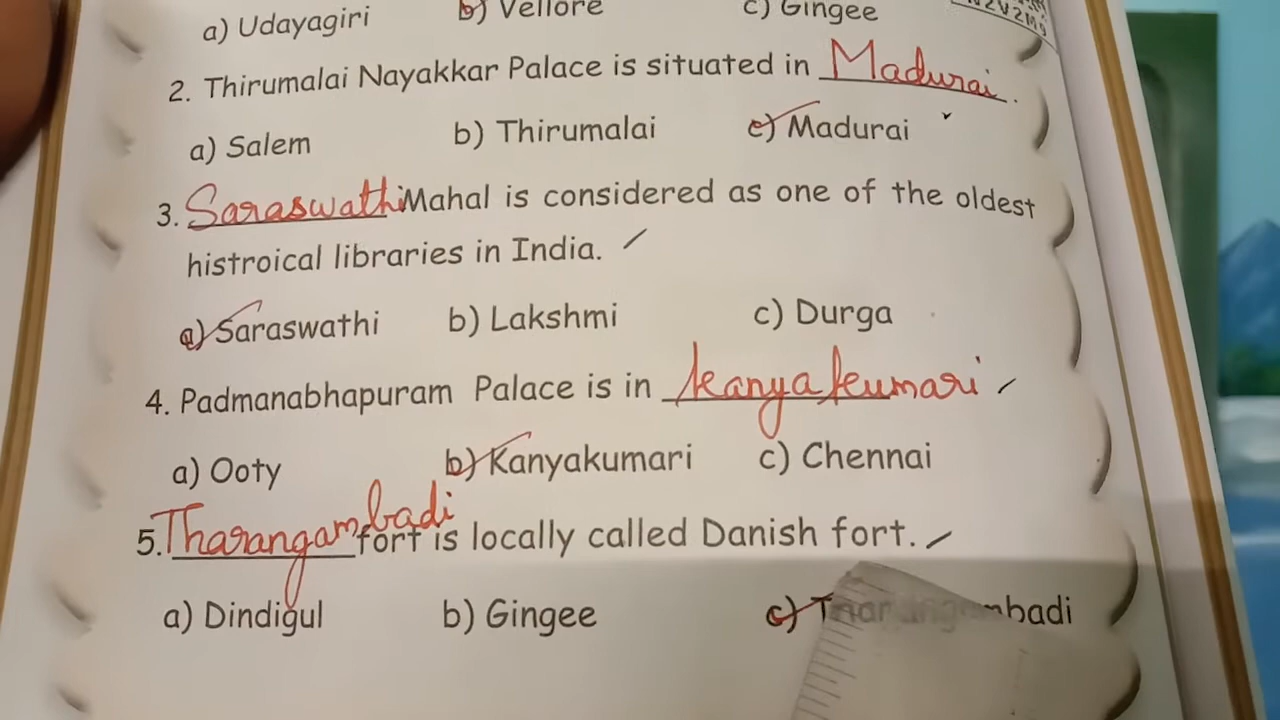 a) Udayagiri b) Vellore c) Gingee
2. Thirumalai Nayakkar Palace is situated in Madurai.
a) Salem b) Thirumalai c) Madurai
3. Saraswathi Mahal is considered as one of the oldest
histroical libraries in India.
a) Saraswathi b) Lakshmi c) Durga
4. Padmanabhapuram Palace is in Kanyakumari
a) Ooty b) Kanyakumari c) Chennai
5. Tharangambadi fort is locally called Danish fort.
a) Dindigul b) Gingee c) Tharangambadi